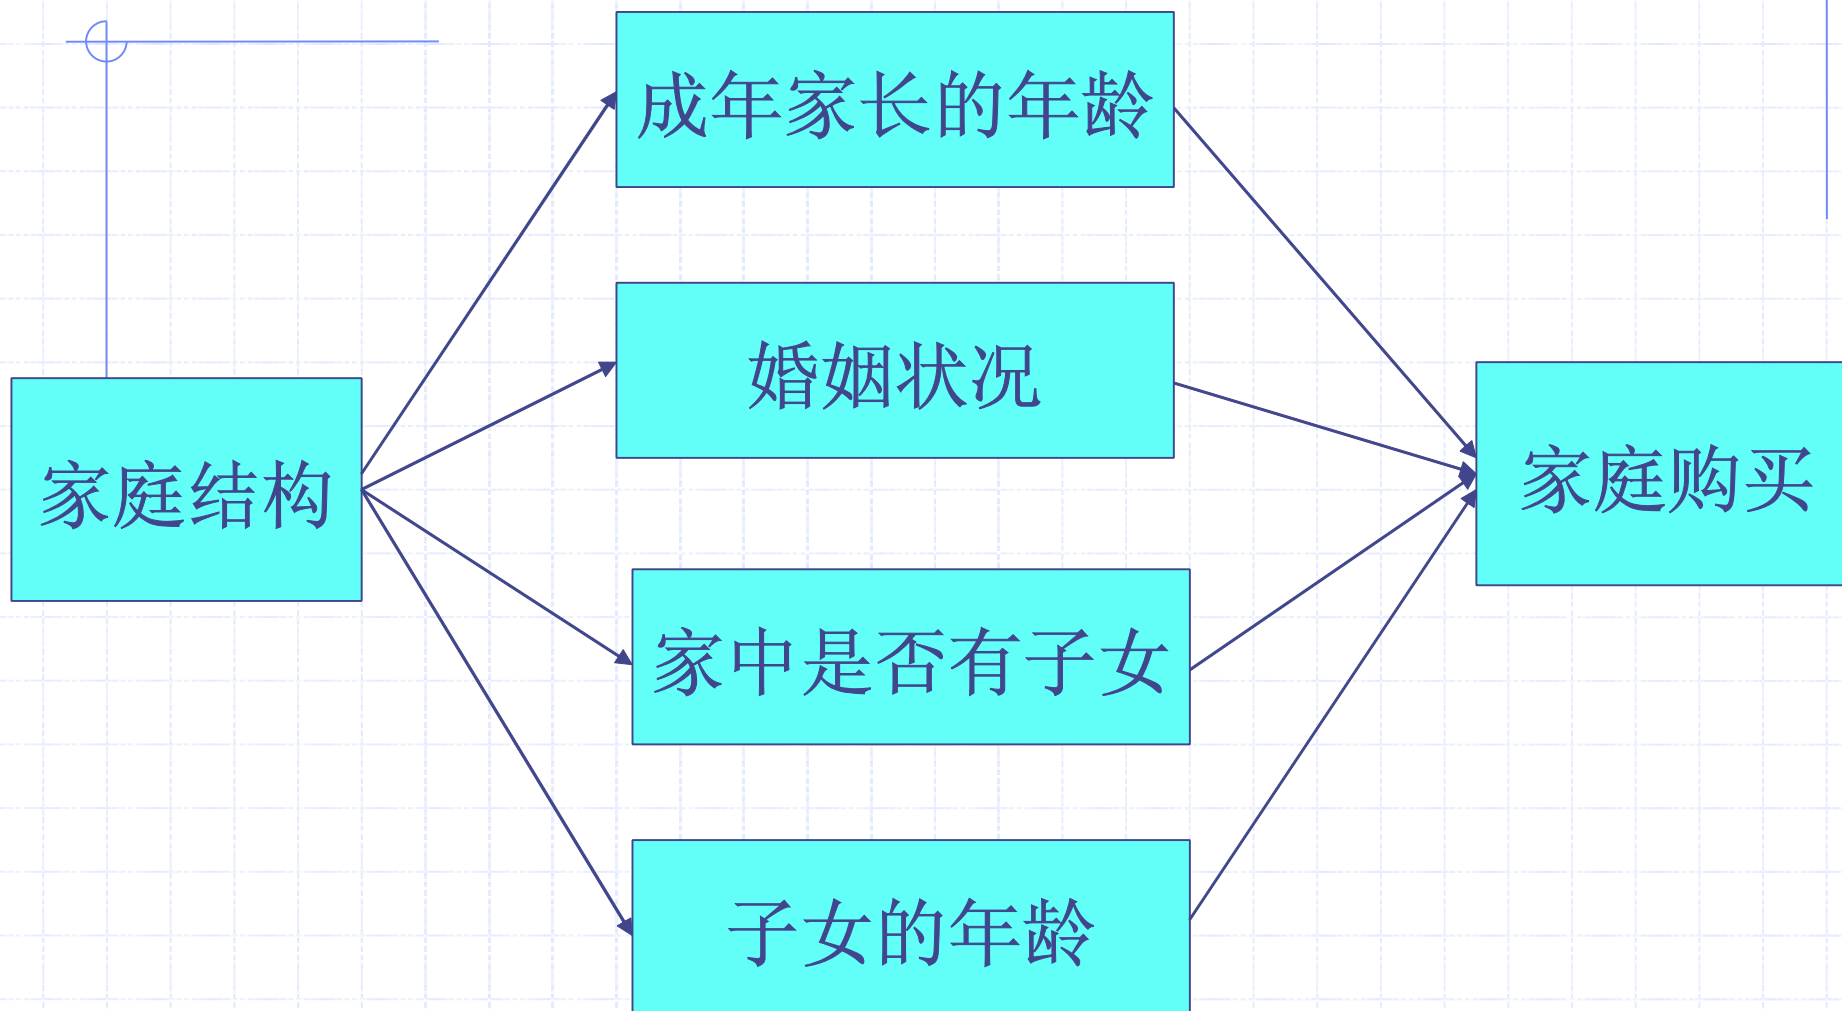 成年家长的年龄
婚姻状况
家庭结构
家庭购买
家中是否有子女
子女的年龄